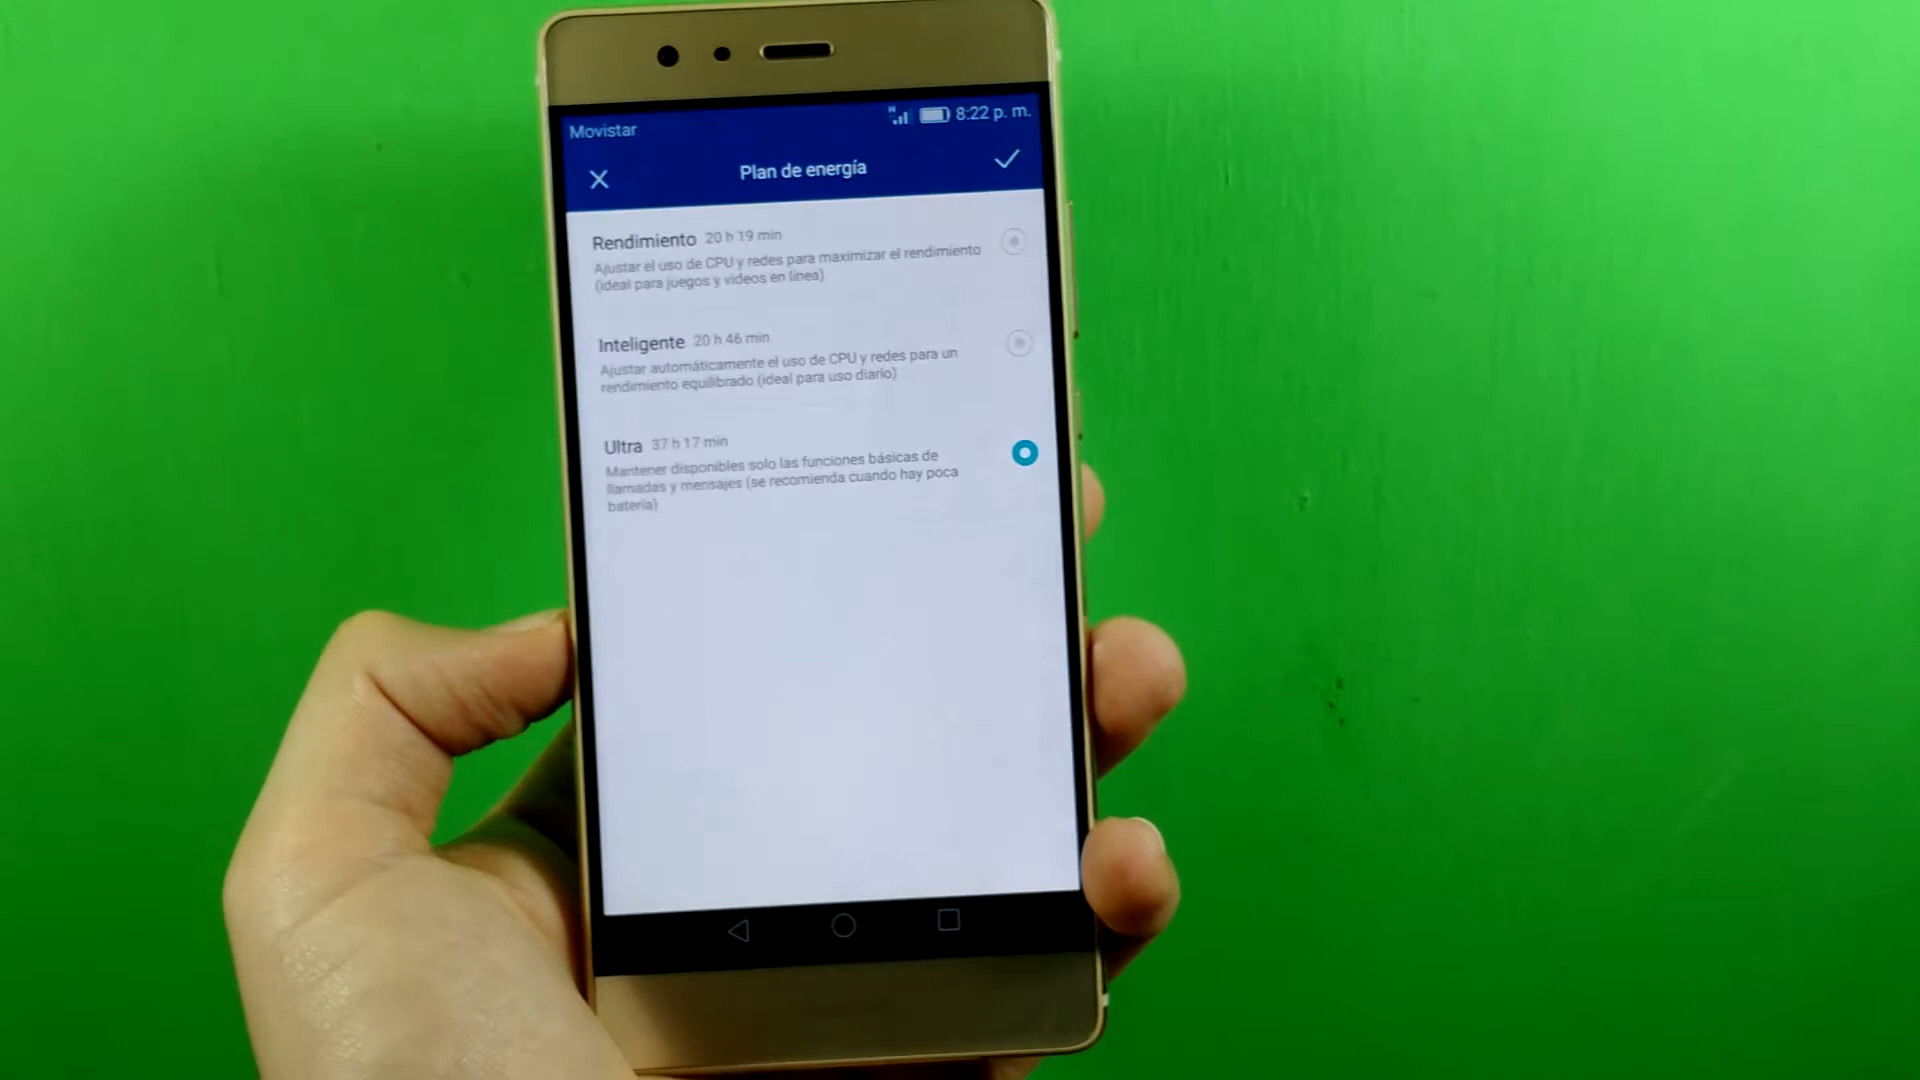 Movistar
8:22 p. m.
Plan de energía
Rendimiento 20 h 19 min
Ajustar el uso de CPU y redes para maximizar el rendimiento
(ideal para juegos y videos en línea)
Inteligente 20 h 46 min
Ajustar automáticamente el uso de CPU y redes para un
rendimiento equilibrado (ideal para uso diario)
Ultra 37 h 17 min
Mantener disponibles solo las funciones básicas de
llamadas y mensajes (se recomienda cuando hay poca
batería)